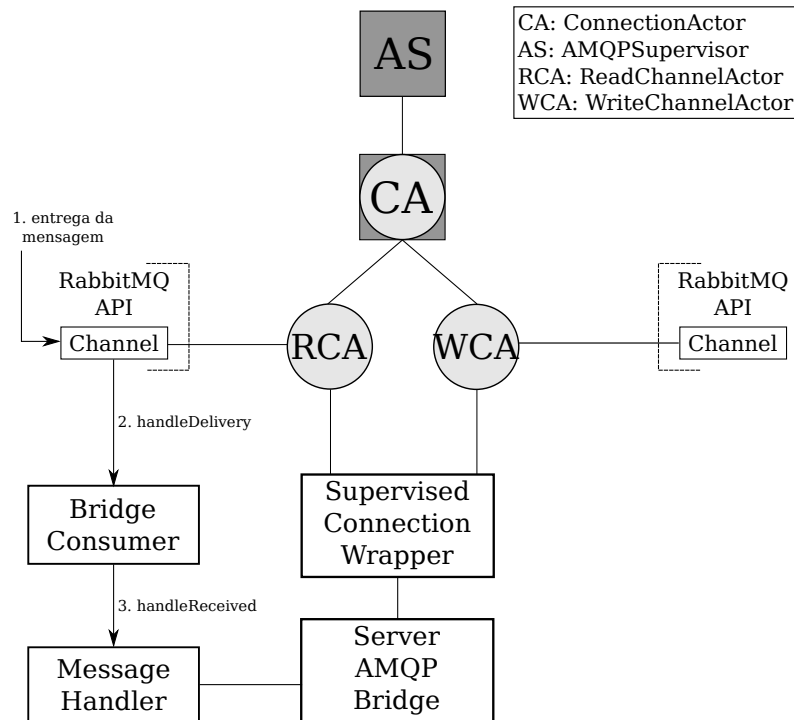 AS
CA: ConnectionActor
AS: AMQPSupervisor
RCA: ReadChannelActor
WCA: WriteChannelActor
CA
1. entrega da
mensagem
RabbitMQ
API
Channel
RCA
WCA
RabbitMQ
API
Channel
2. handleDelivery
Bridge
Consumer
Supervised
Connection
Wrapper
3. handleReceived
Message
Handler
Server
AMQP
Bridge